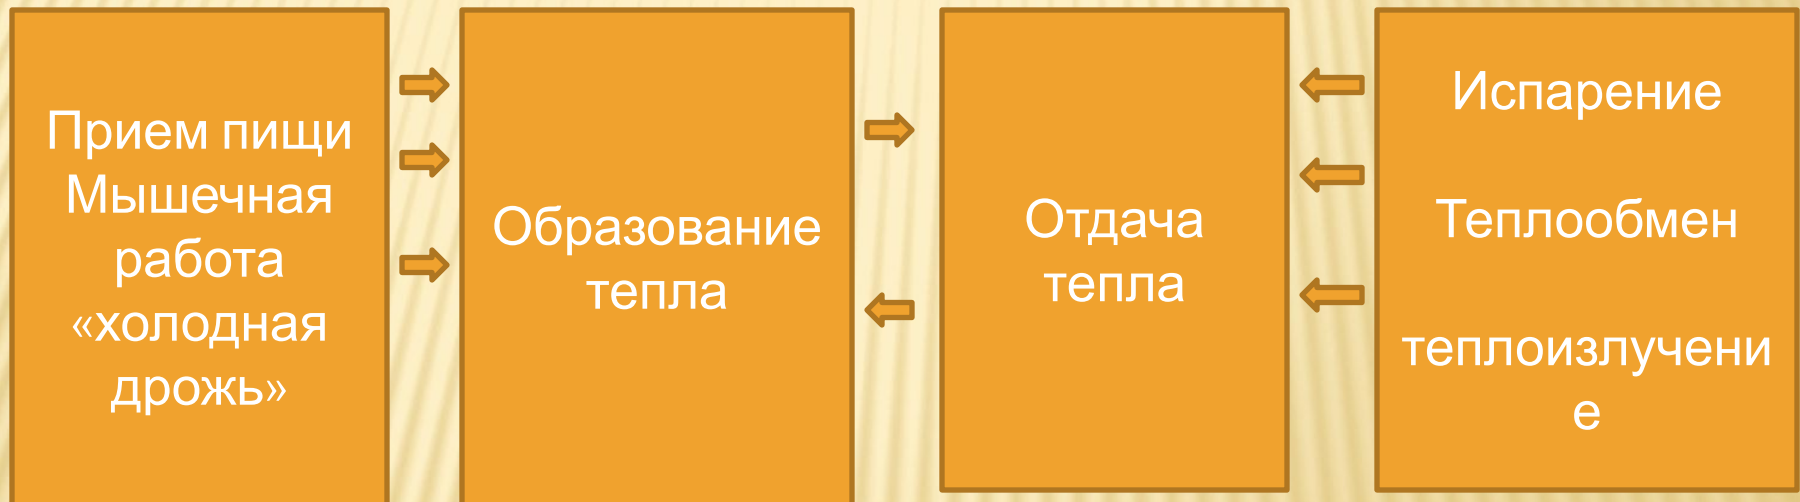 Прием пищи
Мышечная
работа
«холодная
дрожь»
Образование
тепла
Отдача
тепла
Испарение
Теплообмен
теплоизлучени
е